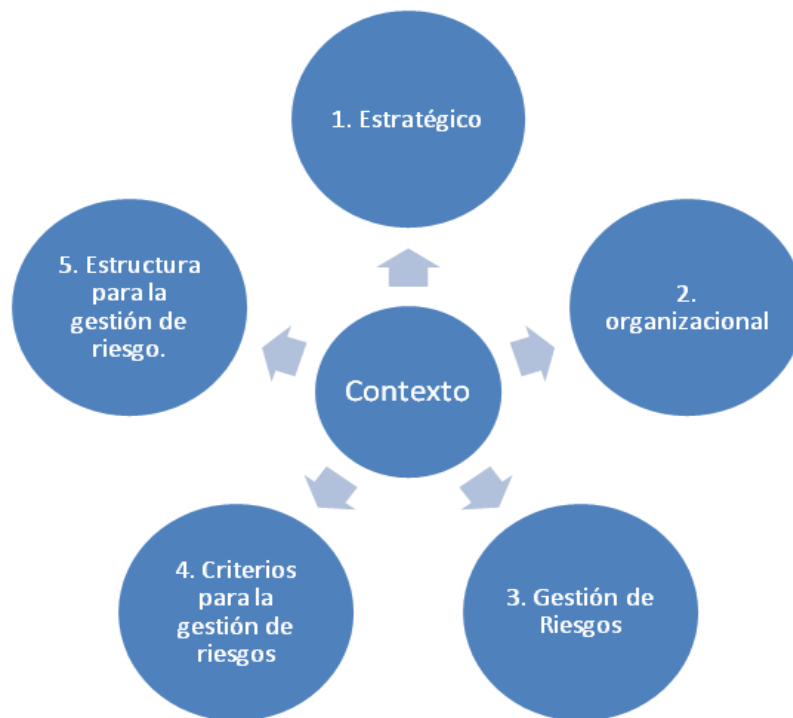 1. Estratégico
2.
organizacional
3. Gestión de
Riesgos
4. Criterios
para la
gestión de
riesgos
5. Estructura
para la
gestión de
riesgo.
Contexto